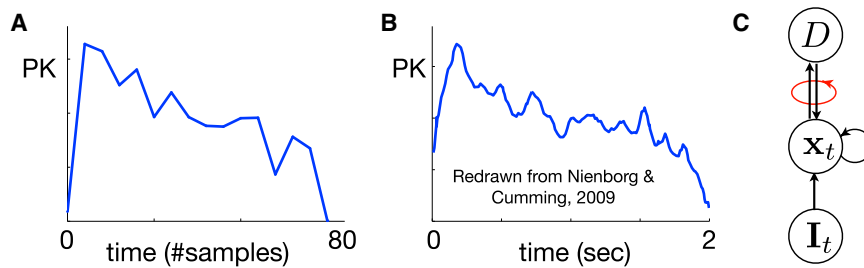 A
PK
0
80
time (#samples)
B
PK
Redrawn from Nienborg &
Cumming, 2009
0
2
time (sec)
C
D
x_t
I_t